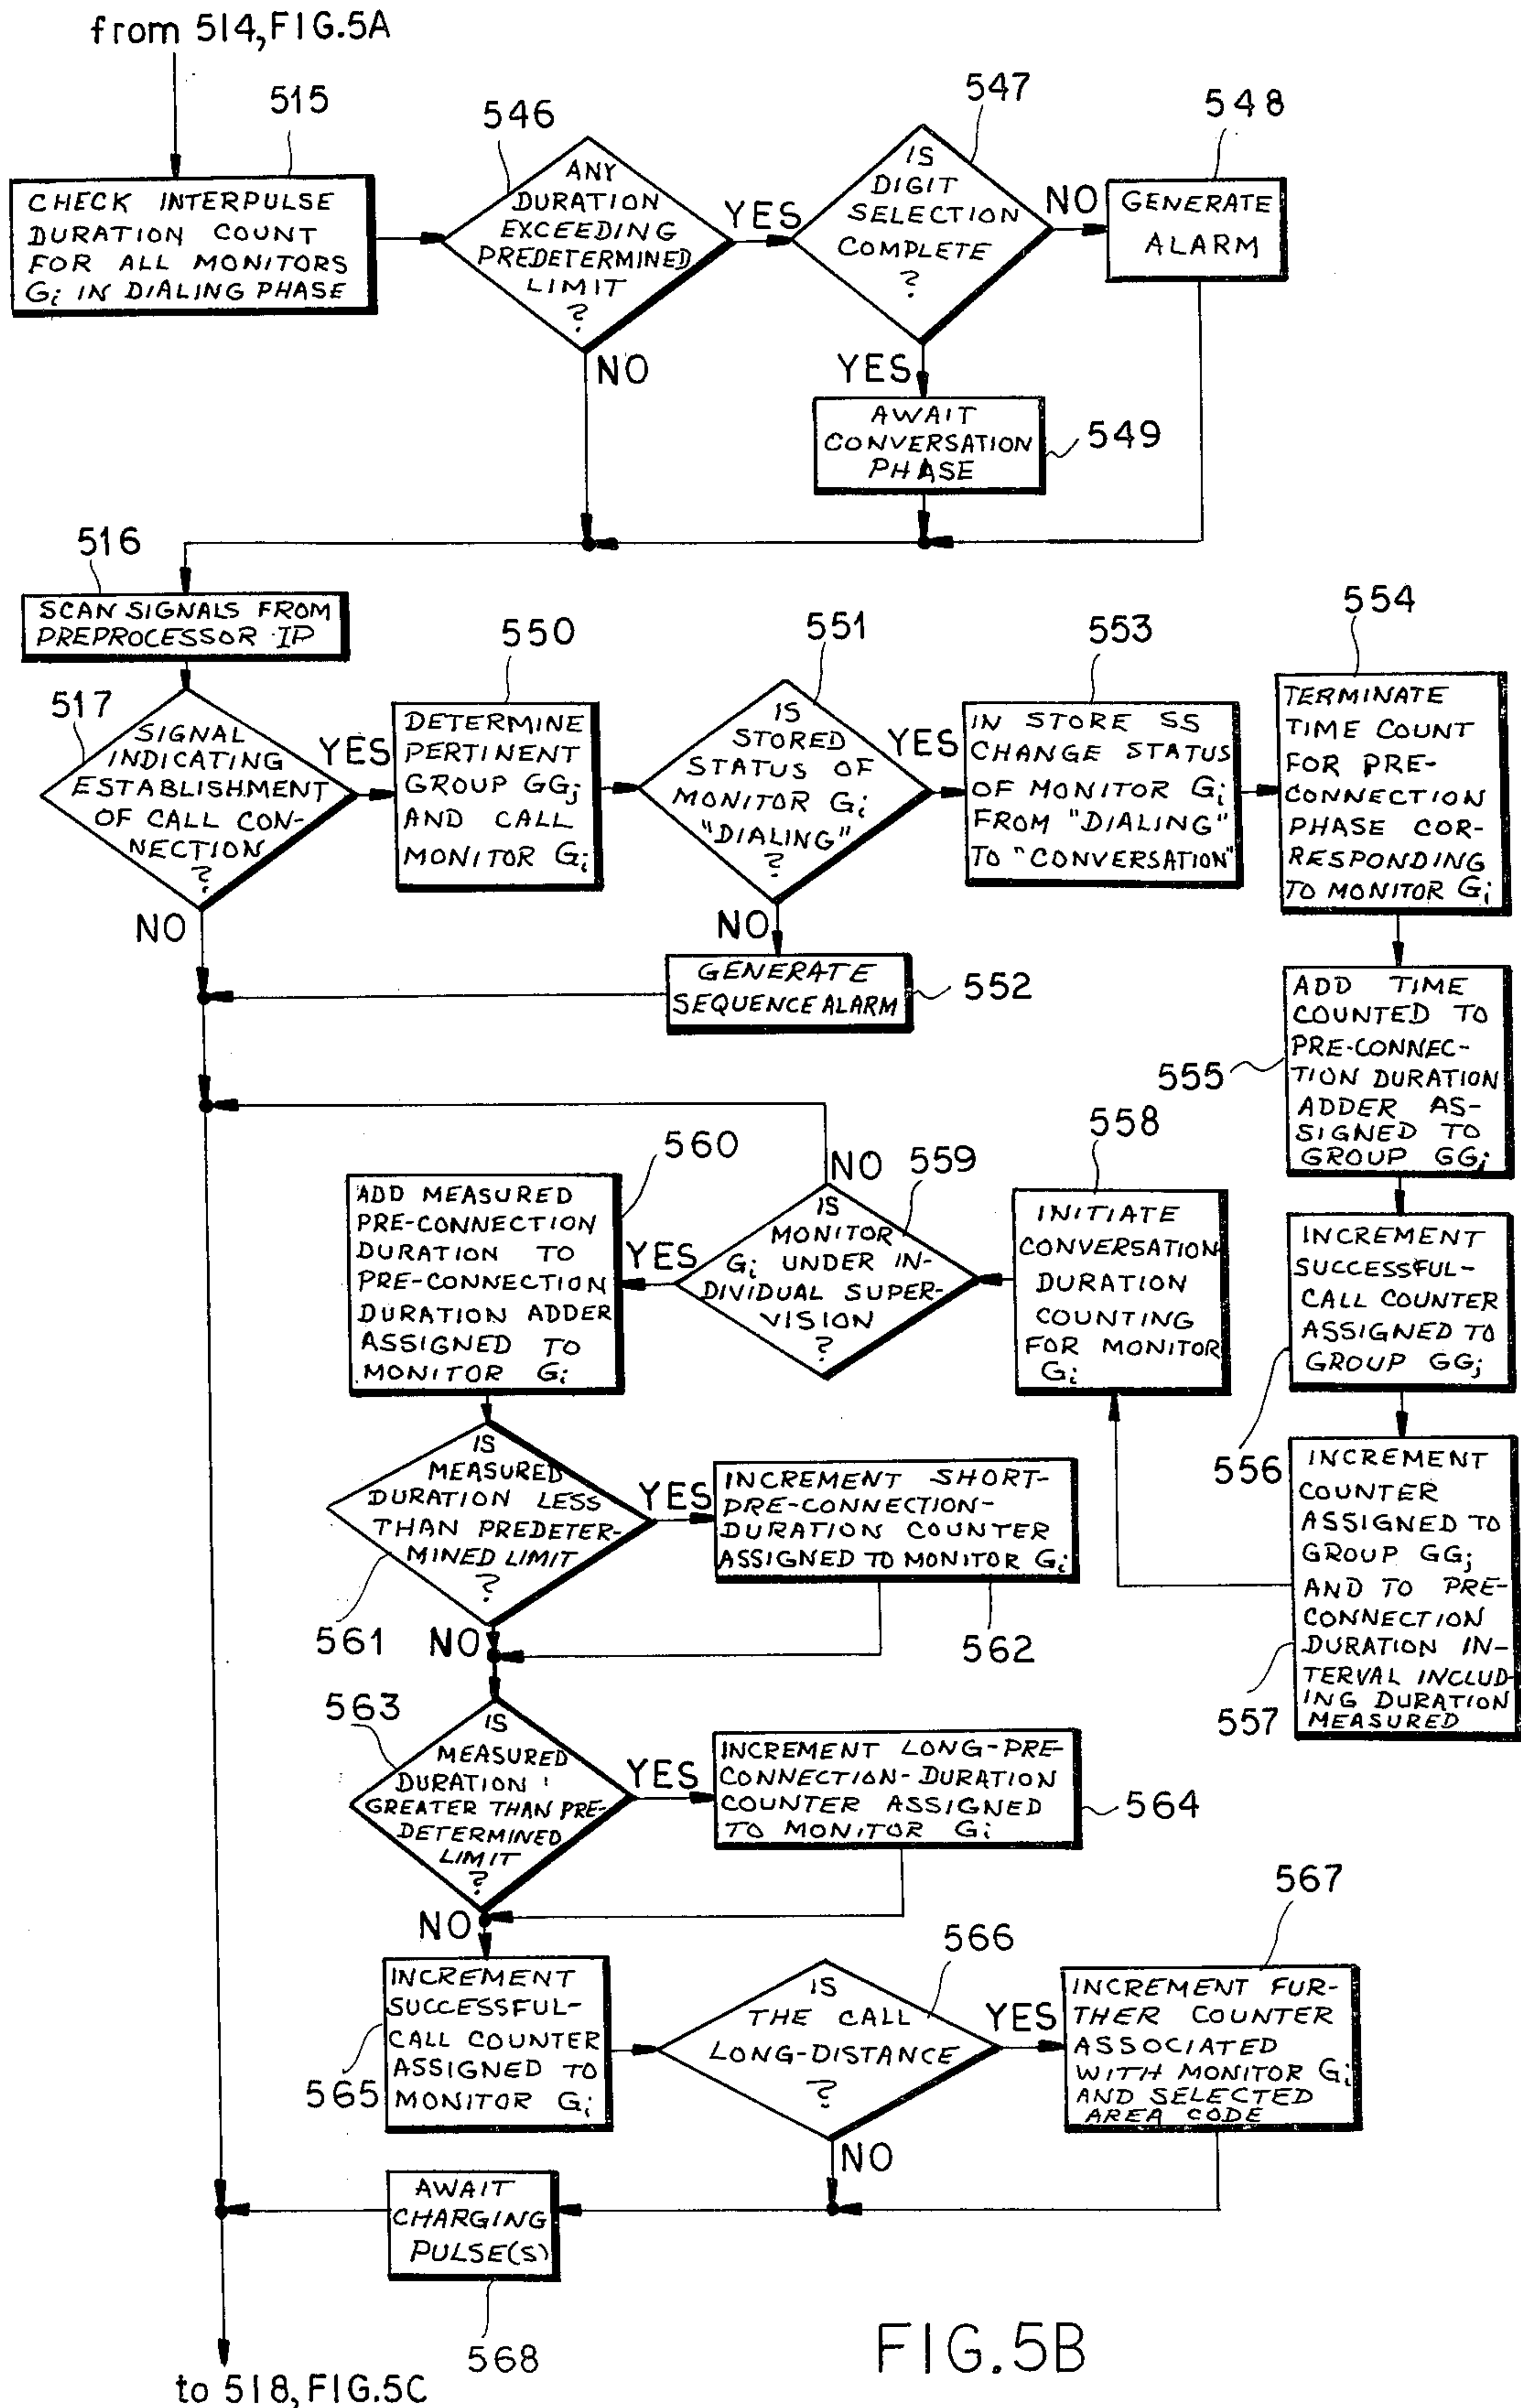 from 514, FIG.5A
515
CHECK INTERPULSE
DURATION COUNT
FOR ALL MONITORS
Gi IN DIALING PHASE
546
ANY
DURATION
EXCEEDING
PREDETERMINED
LIMIT
?
YES
NO
547
IS
DIGIT
SELECTION
COMPLETE
?
NO
YES
548
GENERATE
ALARM
AWAIT
CONVERSATION
PHASE
549
516
SCAN SIGNALS FROM
PREPROCESSOR IP
517
SIGNAL
INDICATING
ESTABLISHMENT
OF CALL CON-
NECTION
?
YES
NO
550
DETERMINE
PERTINENT
GROUP GGj
AND CALL
MONITOR Gi
551
IS
STORED
STATUS OF
MONITOR Gi
"DIALING"
?
YES
NO
GENERATE
SEQUENCE ALARM
552
553
IN STORE SS
CHANGE STATUS
OF MONITOR Gi
FROM "DIALING"
TO "CONVERSATION"
554
TERMINATE
TIME COUNT
FOR PRE-
CONNECTION
PHASE COR-
RESPONDING
TO MONITOR Gi
555
ADD TIME
COUNTED TO
PRE-CONNEC-
TION DURATION
ADDER AS-
SIGNED TO
GROUP GGj
556
INCREMENT
SUCCESSFUL-
CALL COUNTER
ASSIGNED TO
GROUP GGj
557
INCREMENT
COUNTER
ASSIGNED TO
GROUP GGj
AND TO PRE-
CONNECTION
DURATION IN-
TERVAL INCLUD-
ING DURATION
MEASURED
558
INITIATE
CONVERSATION
DURATION
COUNTING
FOR MONITOR
Gi
559
IS
MONITOR
Gi UNDER IN-
DIVIDUAL SUPER-
VISION
?
NO
YES
560
ADD MEASURED
PRE-CONNECTION
DURATION TO
PRE-CONNECTION
DURATION ADDER
ASSIGNED TO
MONITOR Gi
561
IS
MEASURED
DURATION LESS
THAN PREDETER-
MINED LIMIT
?
YES
NO
INCREMENT SHORT-
PRE-CONNECTION-
DURATION COUNTER
ASSIGNED TO MONITOR Gi
562
563
IS
MEASURED
DURATION
GREATER THAN PRE-
DETERMINED
LIMIT
?
YES
NO
INCREMENT LONG-PRE-
CONNECTION-DURATION
COUNTER ASSIGNED
TO MONITOR Gi
564
565
INCREMENT
SUCCESSFUL-
CALL COUNTER
ASSIGNED TO
MONITOR Gi
566
IS
THE CALL
LONG-DISTANCE
?
YES
NO
567
INCREMENT FUR-
THER COUNTER
ASSOCIATED
WITH MONITOR Gi
AND SELECTED
AREA CODE
AWAIT
CHARGING
PULSE(S)
568
to 518, FIG.5C
FIG.5B